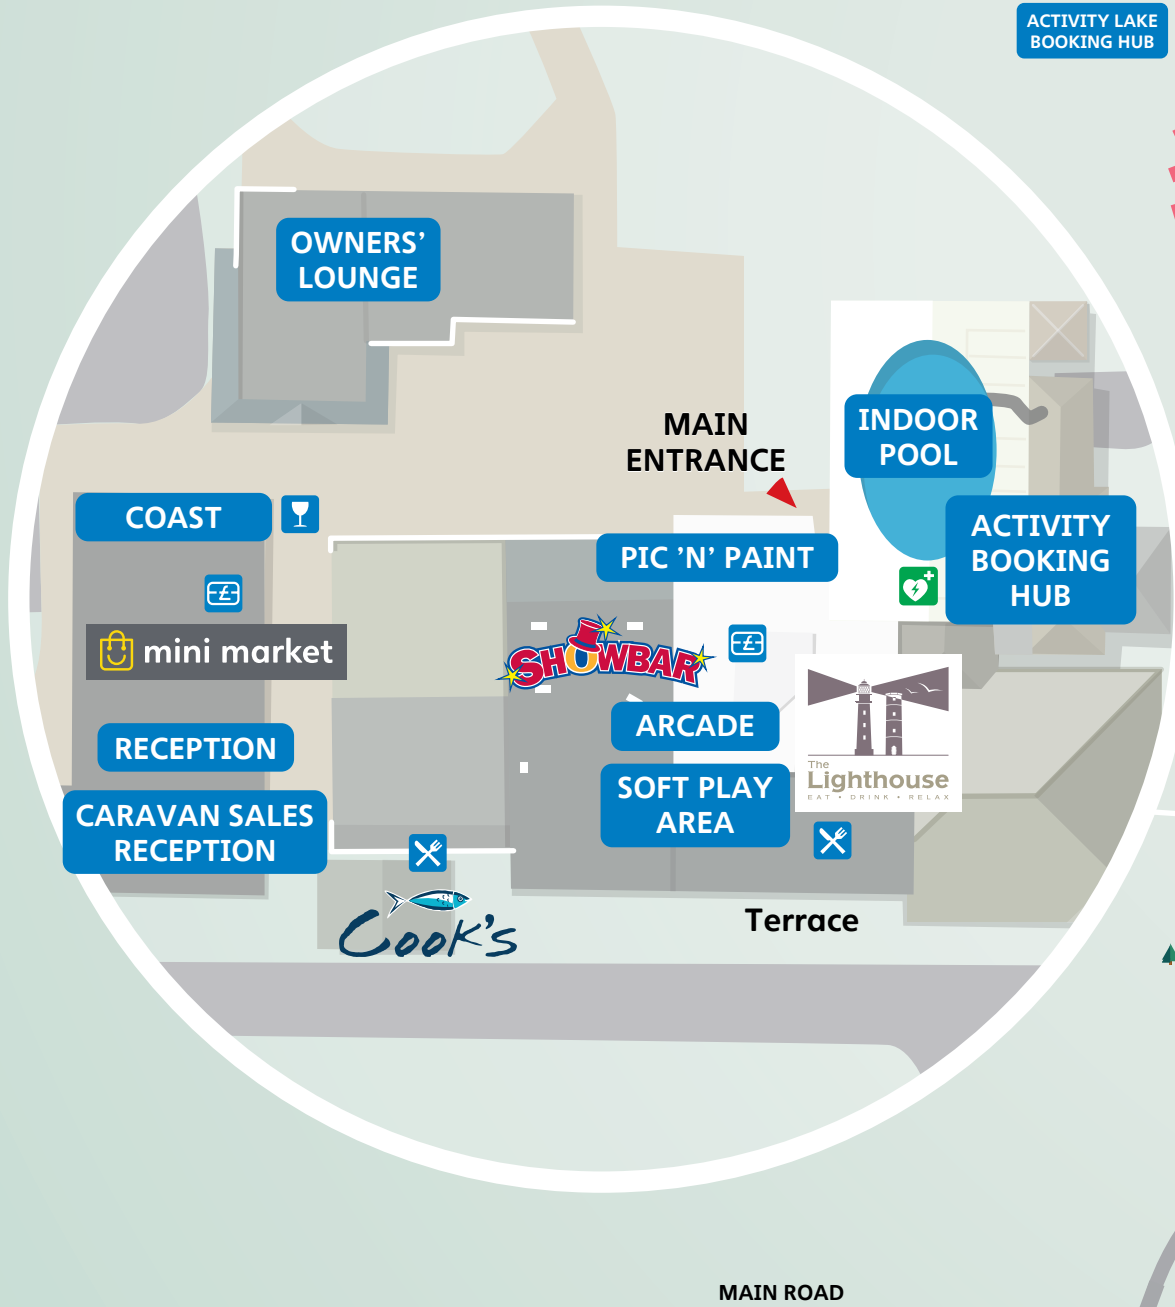 ACTIVITY LAKE
BOOKING HUB
OWNERS’
LOUNGE
MAIN
ENTRANCE
INDOOR
POOL
COAST
ACTIVITY
BOOKING
HUB
PIC ’N’ PAINT
£
mini market
SHOWBAR
£
RECEPTION
ARCADE
The
Lighthouse
EAT • DRINK • RELAX
CARAVAN SALES
RECEPTION
SOFT PLAY
AREA
Cook’s
Terrace
MAIN ROAD